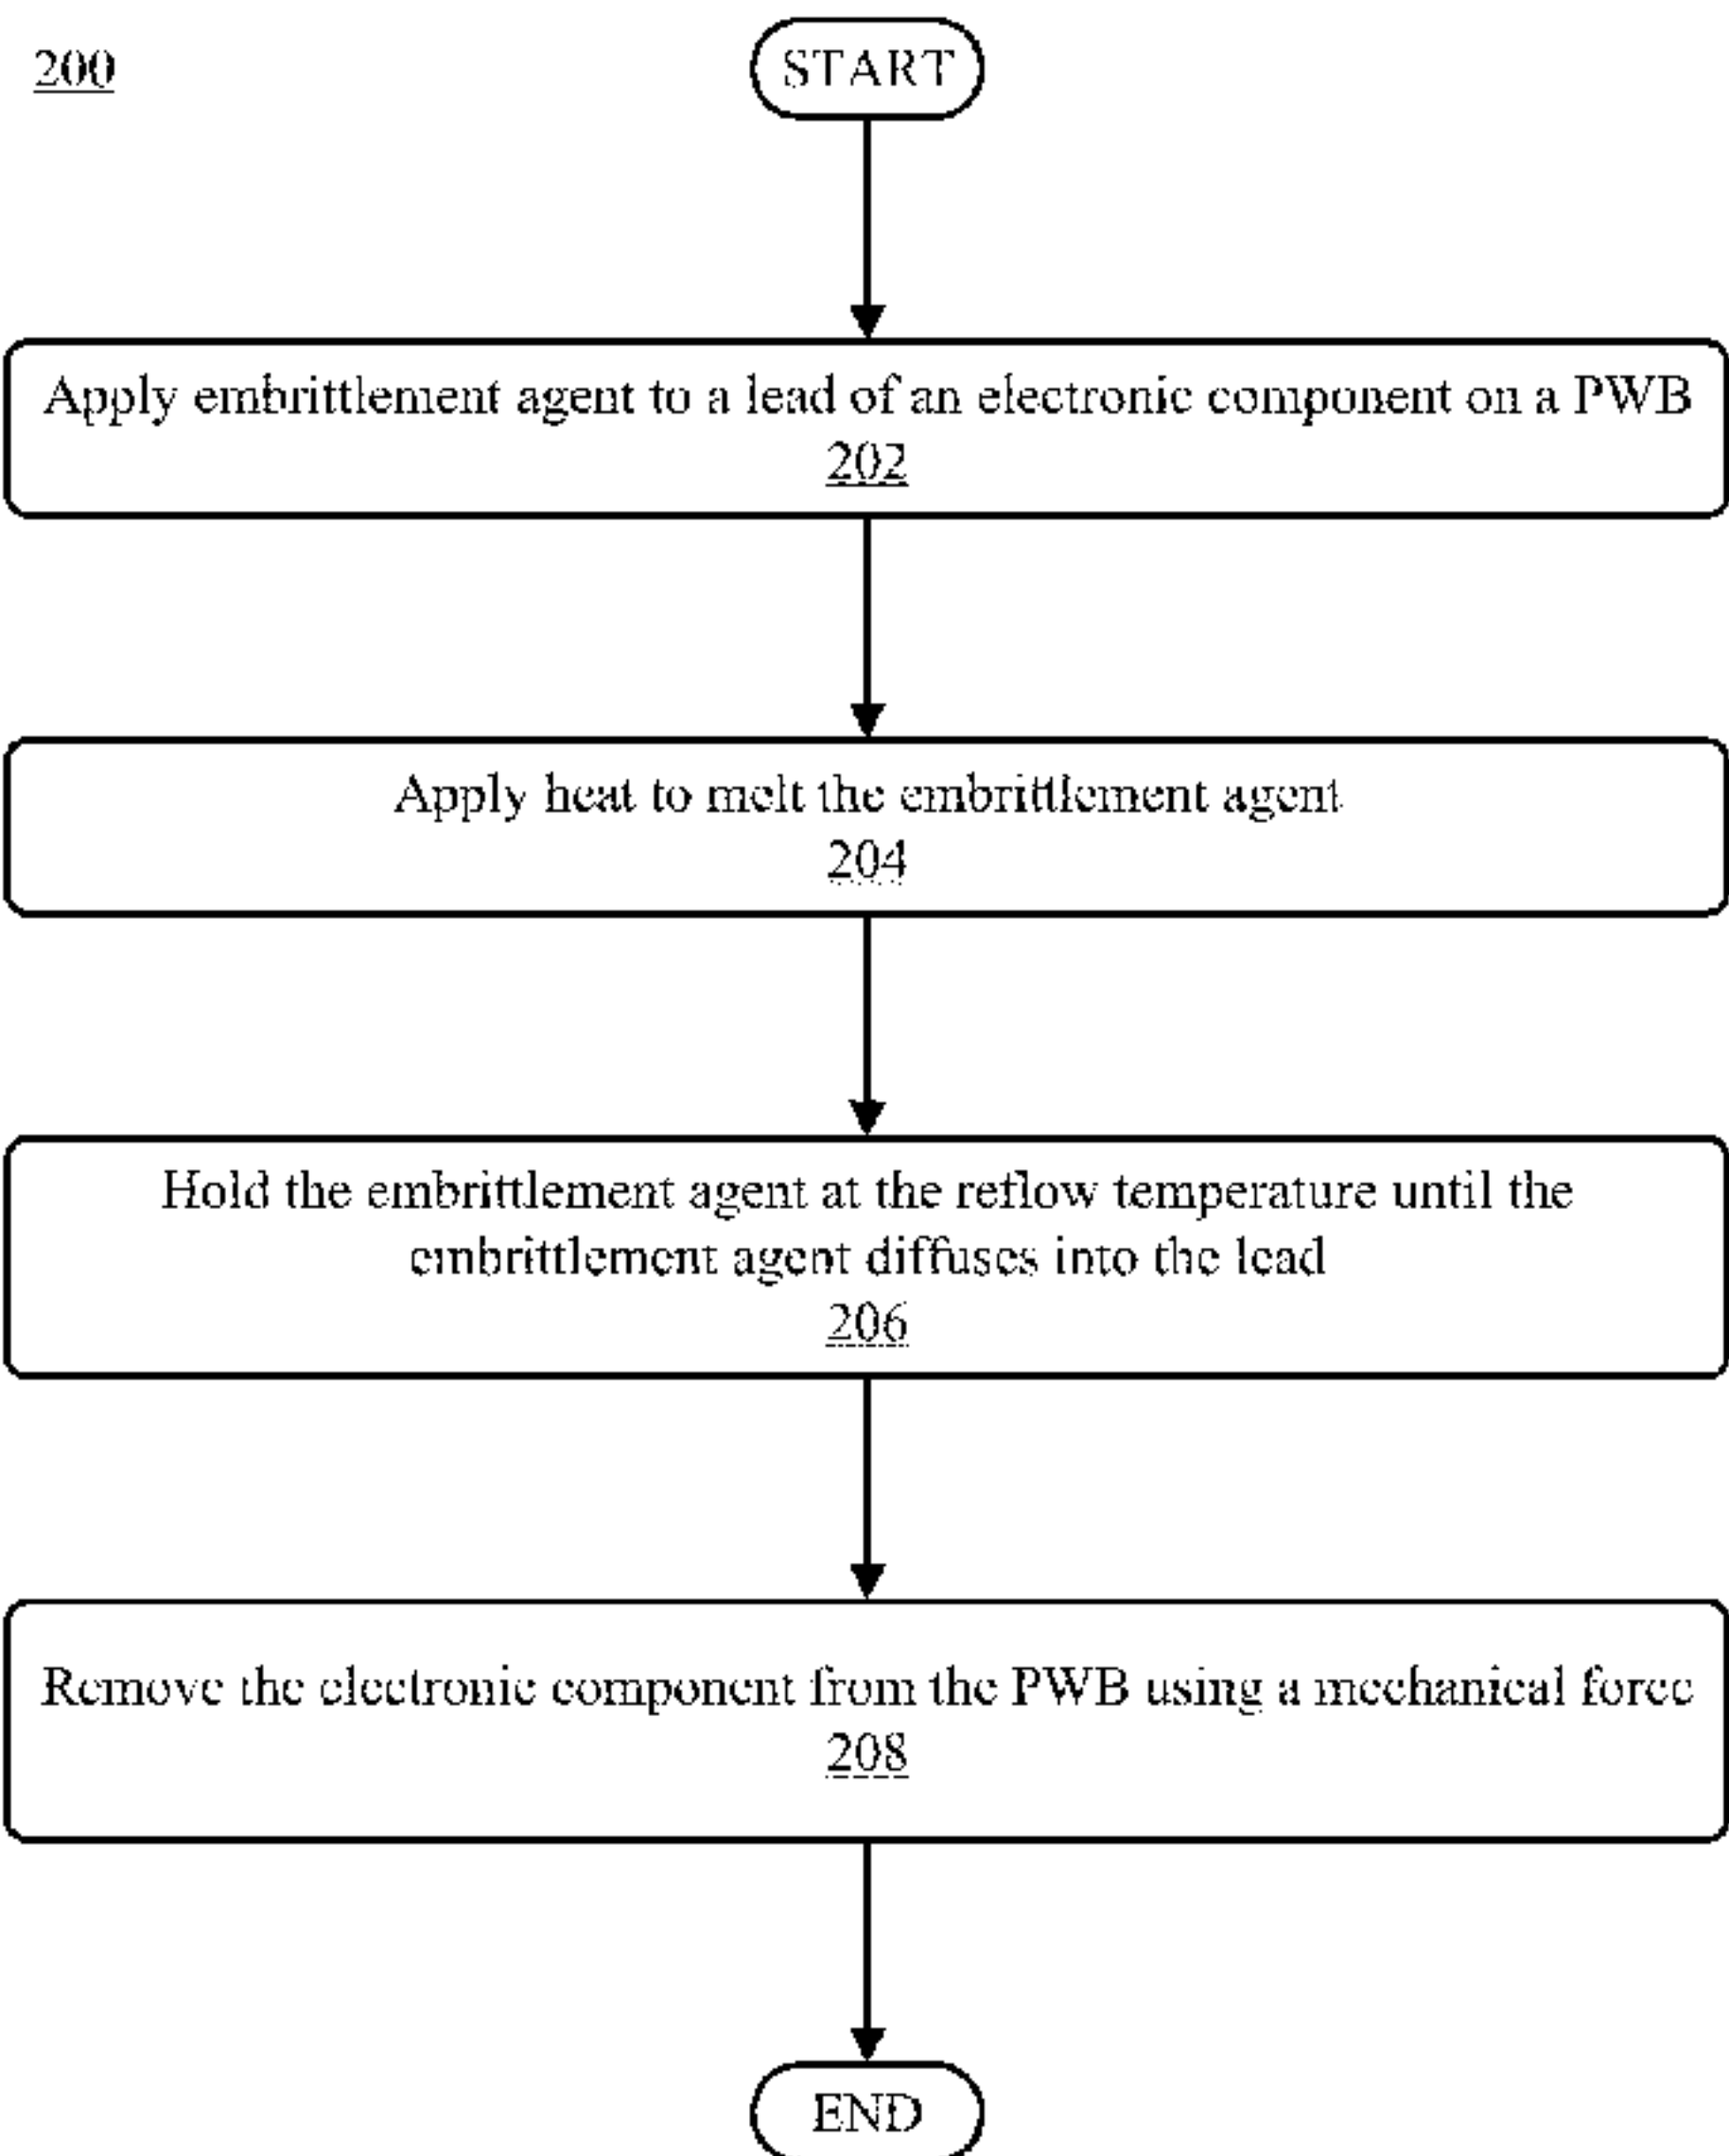 200
START
Apply embrittlement agent to a lead of an electronic component on a PWB
202
Apply heat to melt the embrittlement agent
204
Hold the embrittlement agent at the reflow temperature until the
embrittlement agent diffuses into the lead
206
Remove the electronic component from the PWB using a mechanical force
208
END